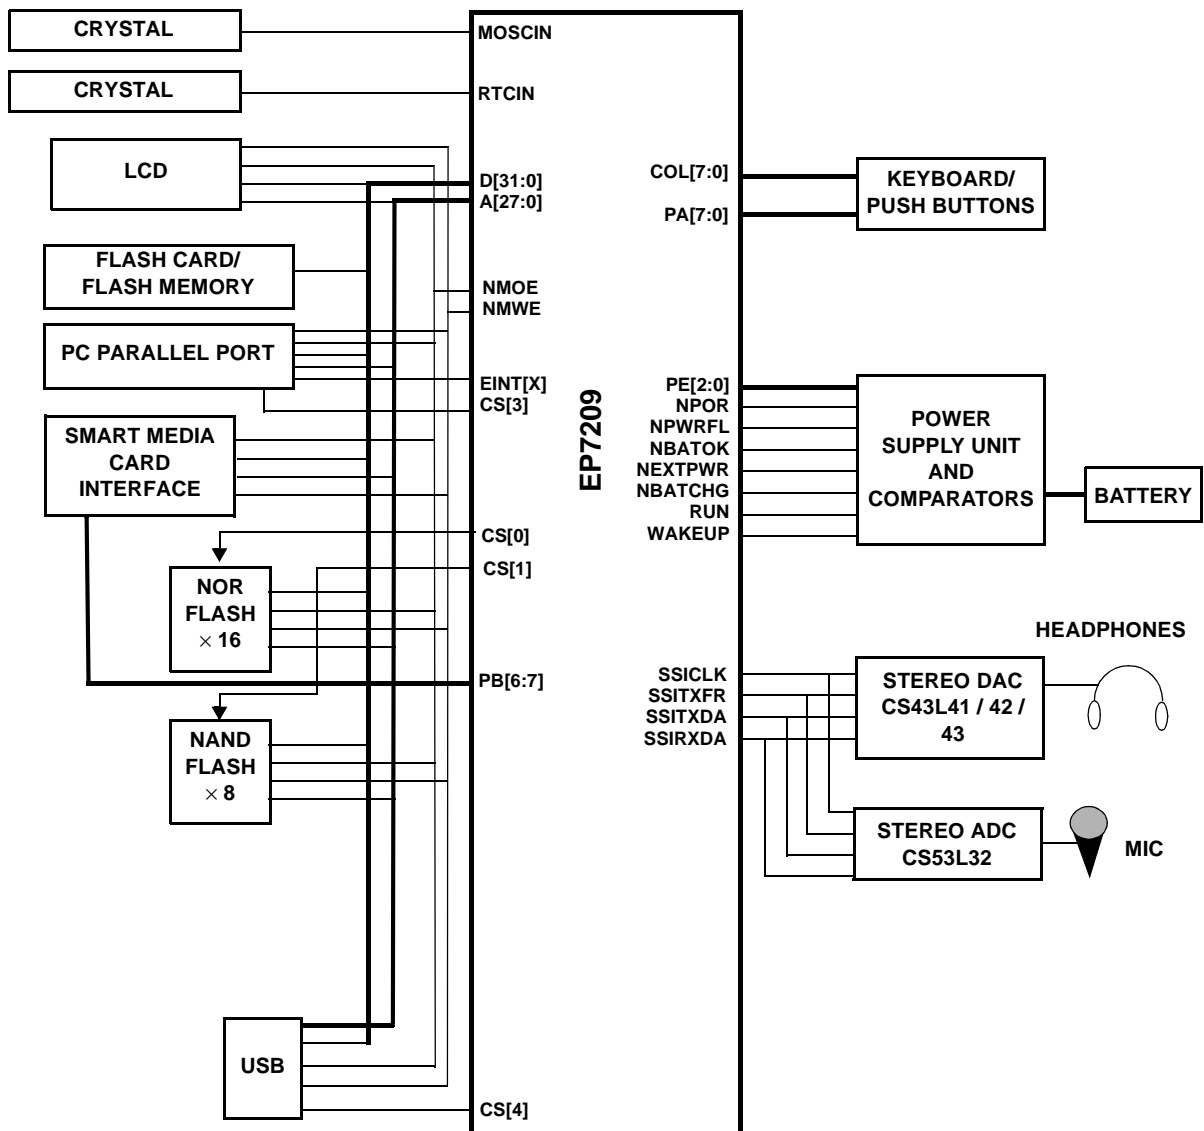 CRYSTAL
MOSCIN
CRYSTAL
RTCIN
LCD
D[31:0]
A[27:0]
FLASH CARD/
FLASH MEMORY
NMOE
NMWE
PC PARALLEL PORT
EINT[X]
CS[3]
SMART MEDIA
CARD
INTERFACE
CS[0]
CS[1]
NOR
FLASH
× 16
PB[6:7]
NAND
FLASH
× 8
USB
CS[4]
EP7209
COL[7:0]
PA[7:0]
KEYBOARD/
PUSH BUTTONS
PE[2:0]
NPOR
NPWRFL
NBATOK
NEXTPWR
NBATCHG
RUN
WAKEUP
POWER
SUPPLY UNIT
AND
COMPARATORS
BATTERY
HEADPHONES
SSICLK
SSITXFR
SSITXDA
SSIRXDA
STEREO DAC
CS43L41 / 42 /
43
STEREO ADC
CS53L32
MIC